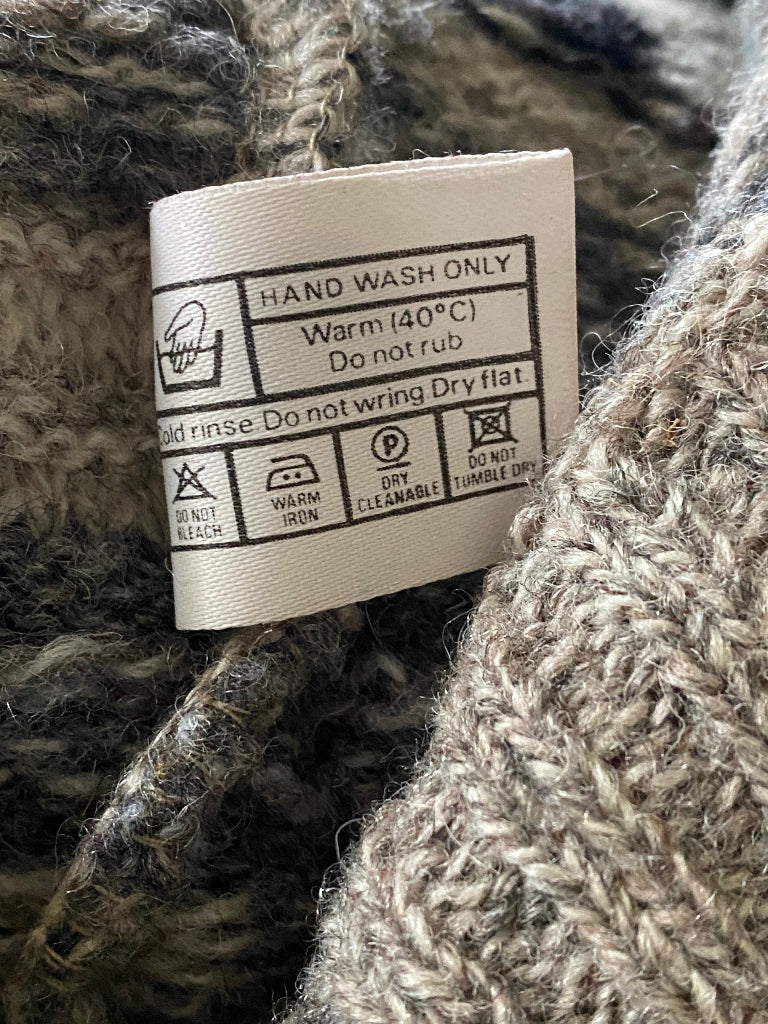 HAND WASH ONLY
Warm (40°C)
Do not rub
Cold rinse Do not wring Dry flat.
DO NOT
BLEACH
WARM
IRON
P
DRY
CLEANABLE
DO NOT
TUMBLE DRY